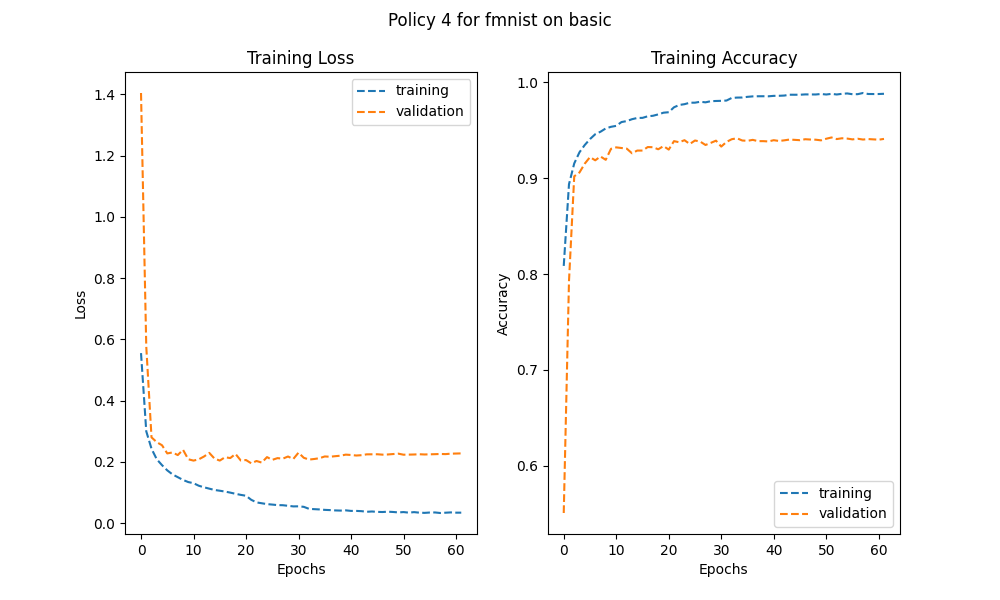 Policy 4 for fmnist on basic
Training Loss
training
validation
1.4
1.2
1.0
0.8
0.6
0.4
0.2
0.0
Loss
0 10 20 30 40 50 60
Epochs
Training Accuracy
1.0
0.9
0.8
0.7
0.6
Accuracy
training
validation
0 10 20 30 40 50 60
Epochs